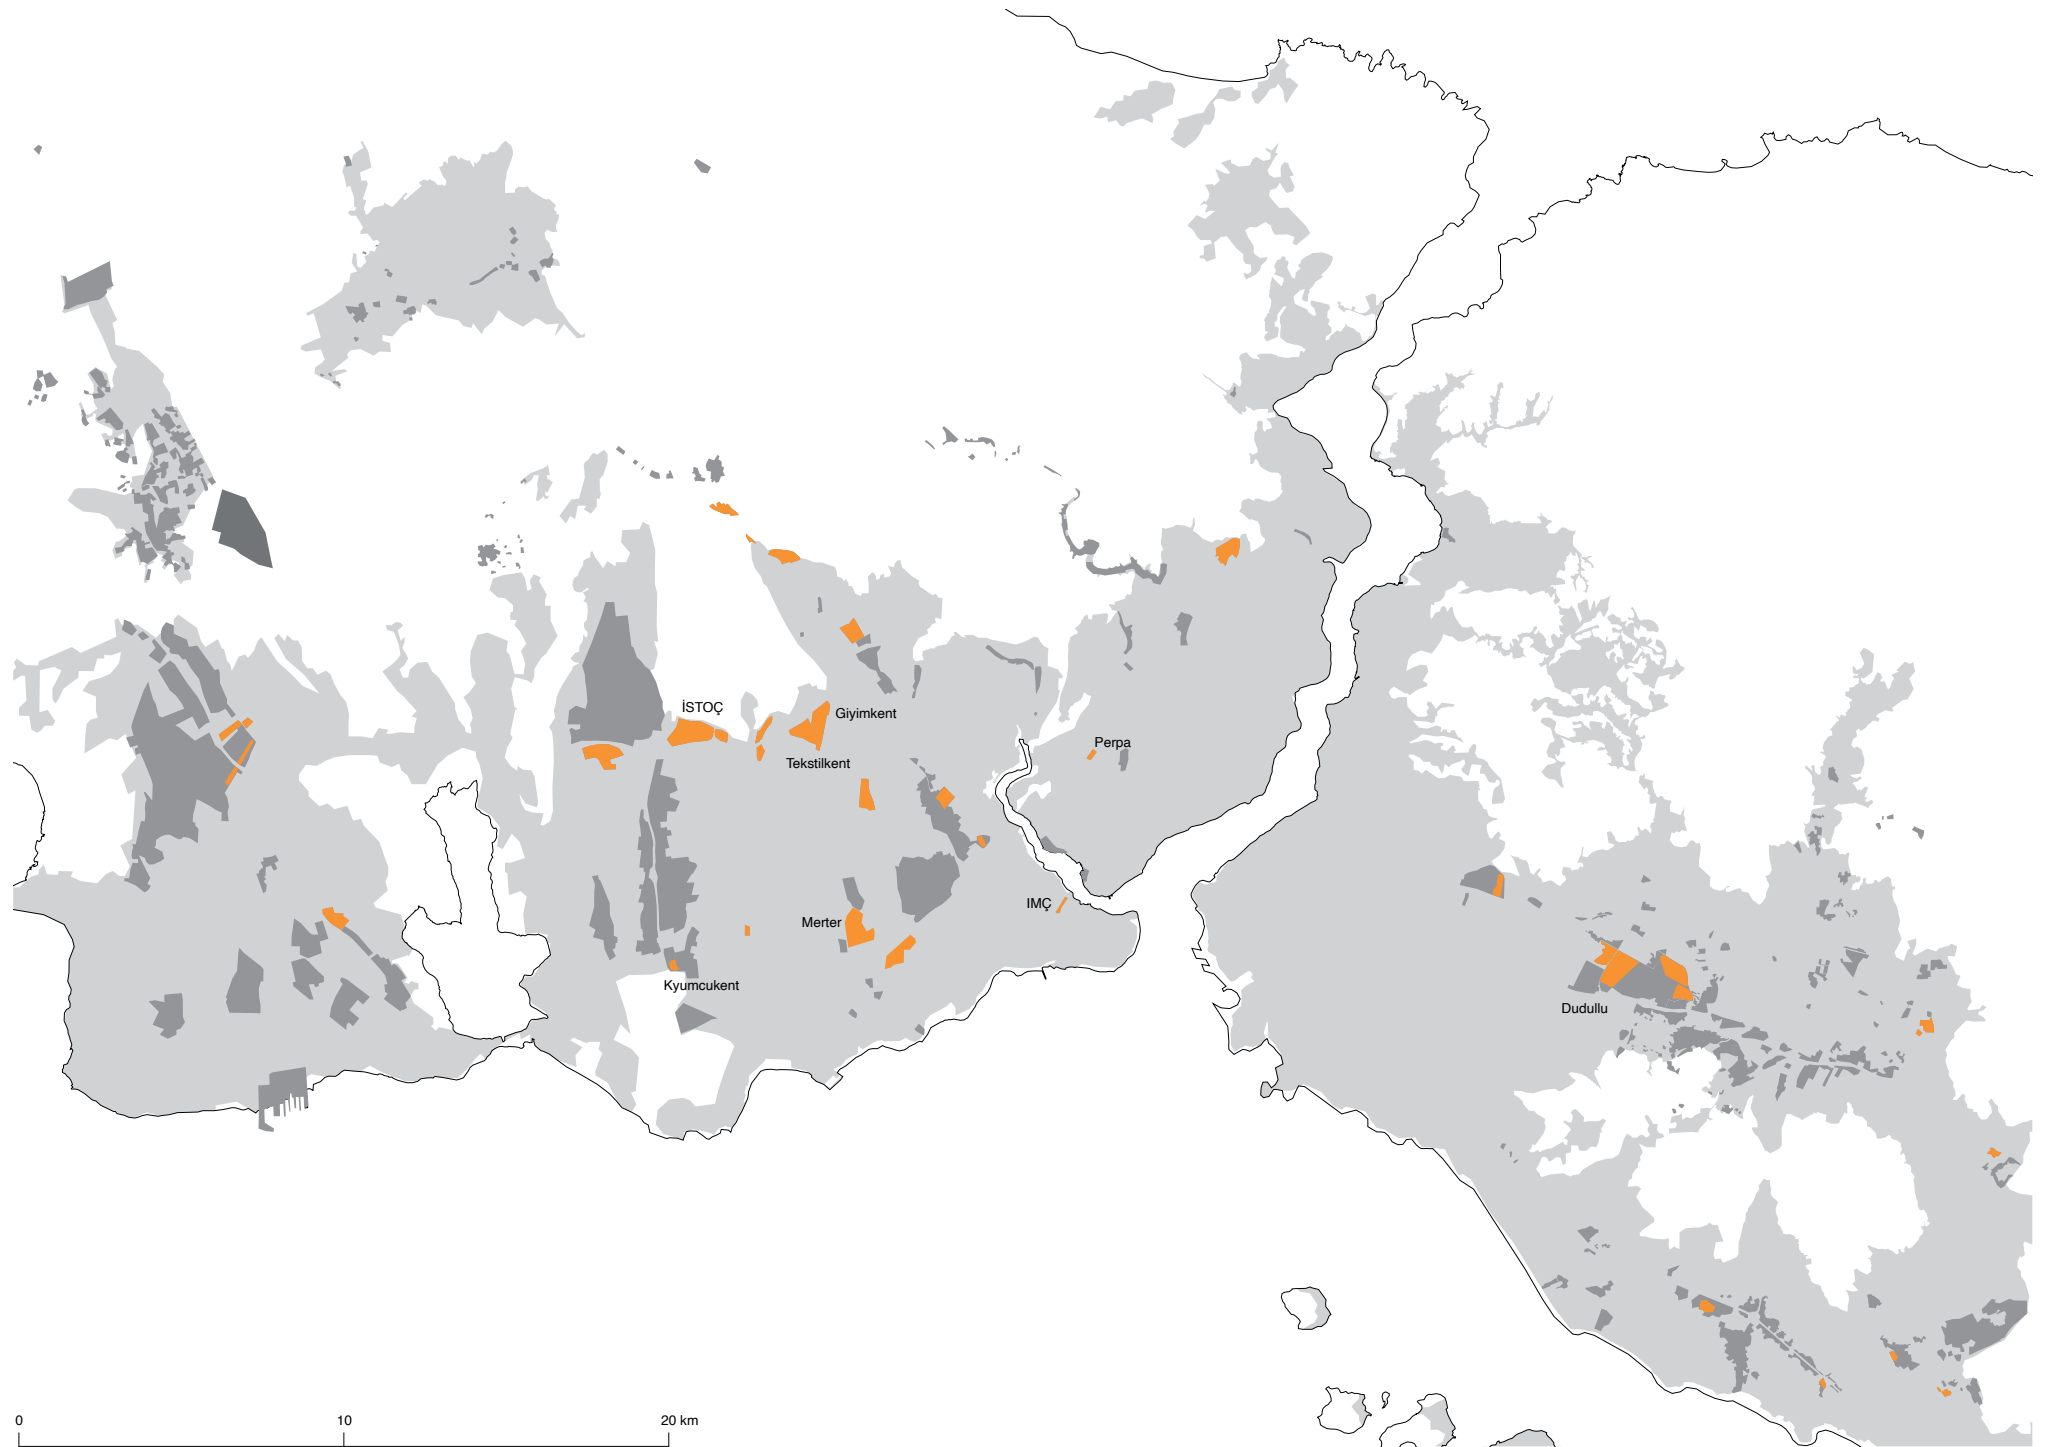 İSTOÇ
Giyimkent
Tekstilkent
Perpa
IMÇ
Merter
Kyumcukent
Dudullu
0 10 20 km